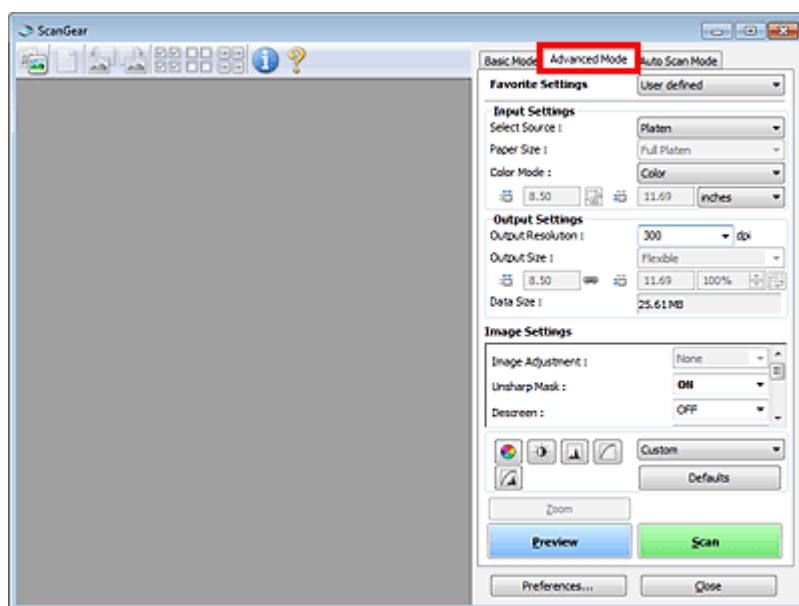 ScanGear
Basic Mode Advanced Mode Auto Scan Mode
Favorite Settings User defined
Input Settings
Select Source : Platen
Paper Size : Full Platen
Color Mode : Color
8.50 11.69 inches
Output Settings
Output Resolution : 300 dpi
Output Size : Flexible
8.50 11.69 100%
Data Size : 25.61MB
Image Settings
Image Adjustment : None
Unsharp Mask : ON
Descreen : OFF
Custom
Defaults
Zoom
Preview Scan
Preferences... Close